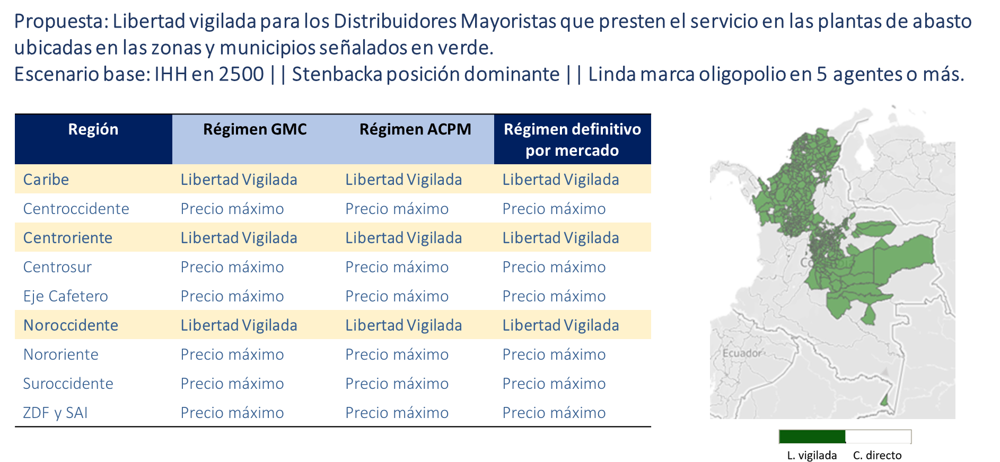 Propuesta: Libertad vigilada para los Distribuidores Mayoristas que presten el servicio en las plantas de abasto
ubicadas en las zonas y municipios señalados en verde.
Escenario base: IHH en 2500 || Stenbacka posición dominante || Linda marca oligopolio en 5 agentes o más.
Región Régimen GMC Régimen ACPM Régimen definitivo
por mercado
Caribe Libertad Vigilada Libertad Vigilada Libertad Vigilada
Centroccidente Precio máximo Precio máximo Precio máximo
Centroriente Libertad Vigilada Libertad Vigilada Libertad Vigilada
Centrosur Precio máximo Precio máximo Precio máximo
Eje Cafetero Precio máximo Precio máximo Precio máximo
Noroccidente Libertad Vigilada Libertad Vigilada Libertad Vigilada
Nororiente Precio máximo Precio máximo Precio máximo
Suroccidente Precio máximo Precio máximo Precio máximo
ZDF y SAI Precio máximo Precio máximo Precio máximo
Ecuador
L. vigilada C. directo